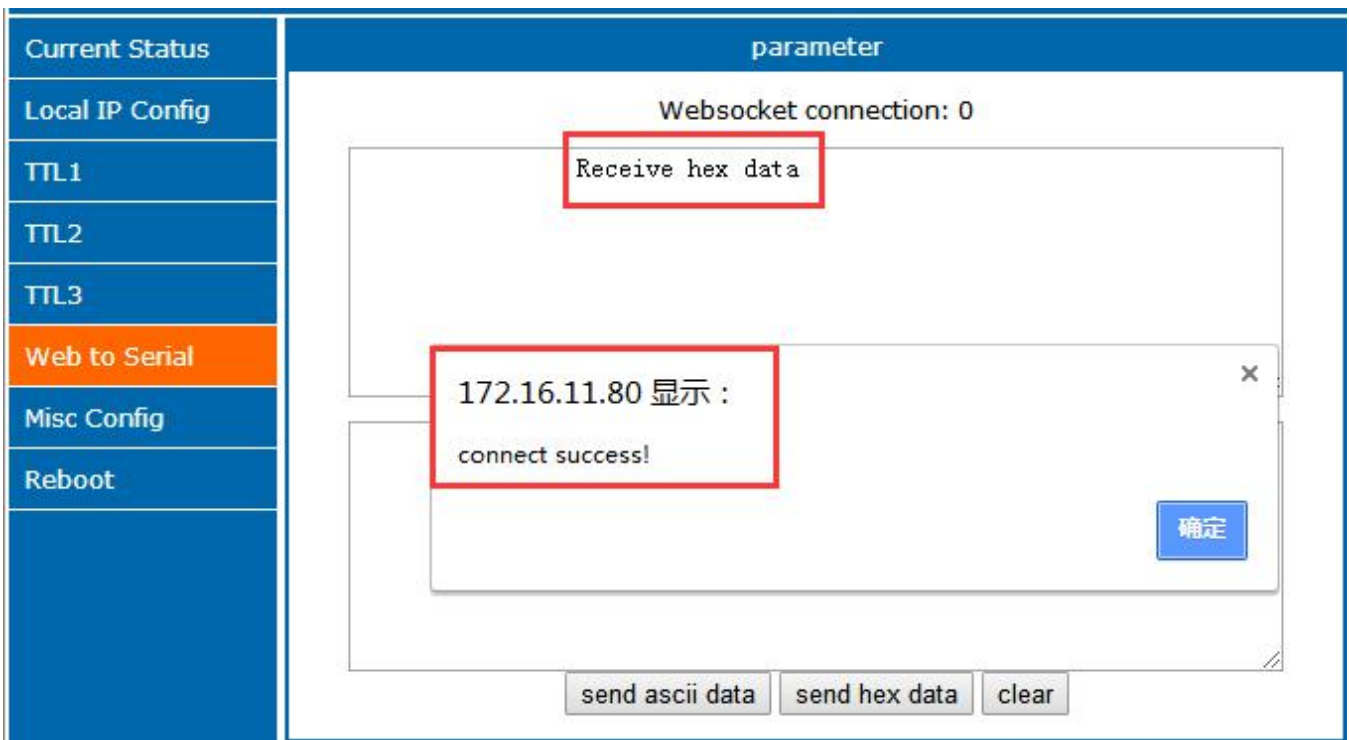 Current Status
Local IP Config
TTL1
TTL2
TTL3
Web to Serial
Misc Config
Reboot
parameter
Websocket connection: 0
Receive hex data
172.16.11.80 显示：
×
connect success!
确定
send ascii data
send hex data
clear